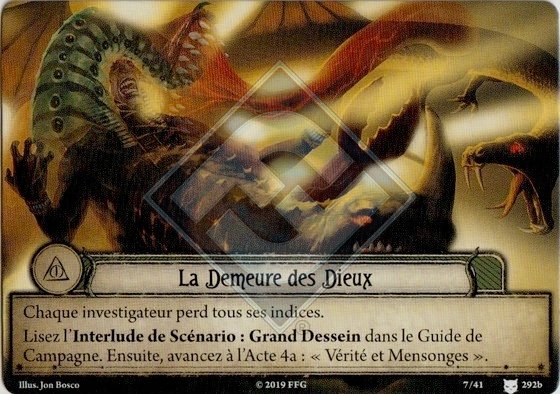 La Demeure des Dieux
Chaque investigateur perd tous ses indices.
Lisez l'Interlude de Scénario : Grand Dessein dans le Guide de
Campagne. Ensuite, avancez à l'Acte 4a : « Vérité et Mensonges ».
Illus. Jon Bosco © 2019 FFG 7/41 292b